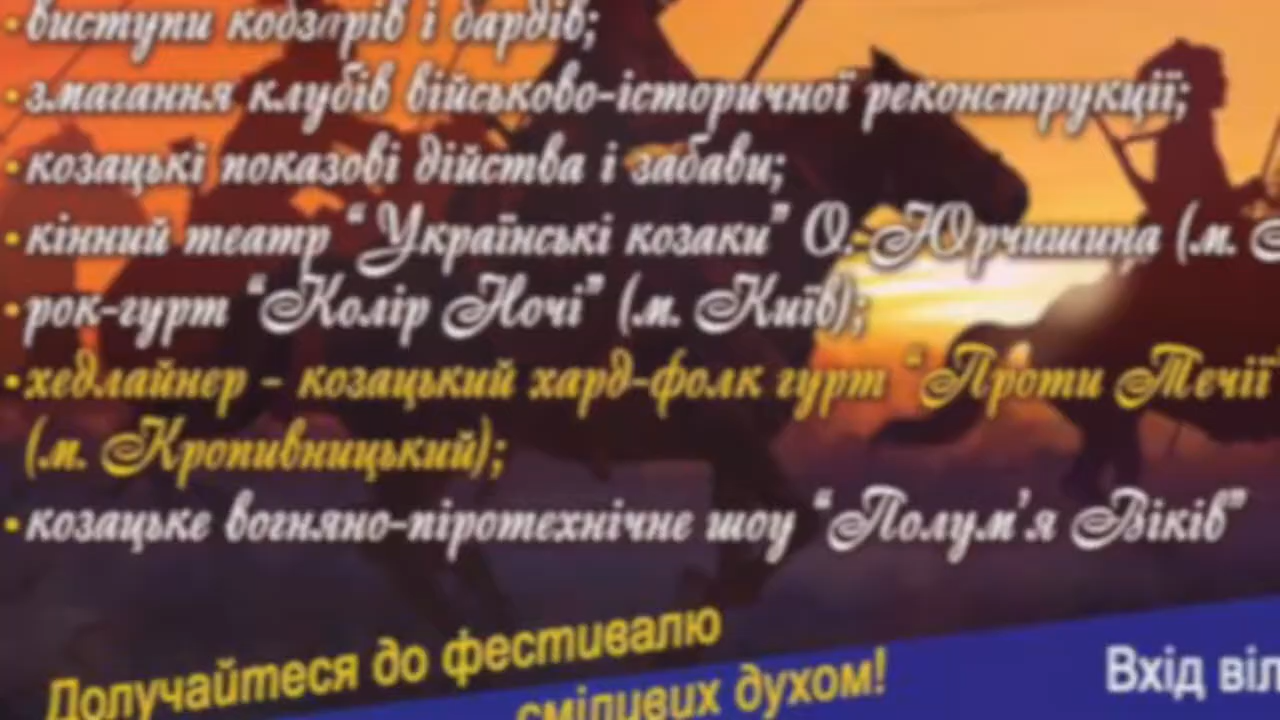 •виступи кобзарів і бардів;
•змагання клубів військово-історичної реконструкції;
•козацькі показові дійства і забави;
•кінний театр “Українські козаки” О. Юрчишина (м.
•рок-гурт “Колір Ночі” (м. Київ);
•хедлайнер - козацький хард-фолк гурт “Проти Течії”
(м. Кропивницький);
•козацьке вогняно-піротехнічне шоу “Полум’я Віків”
Долучайтеся до фестивалю
сміливих духом!
Вхід